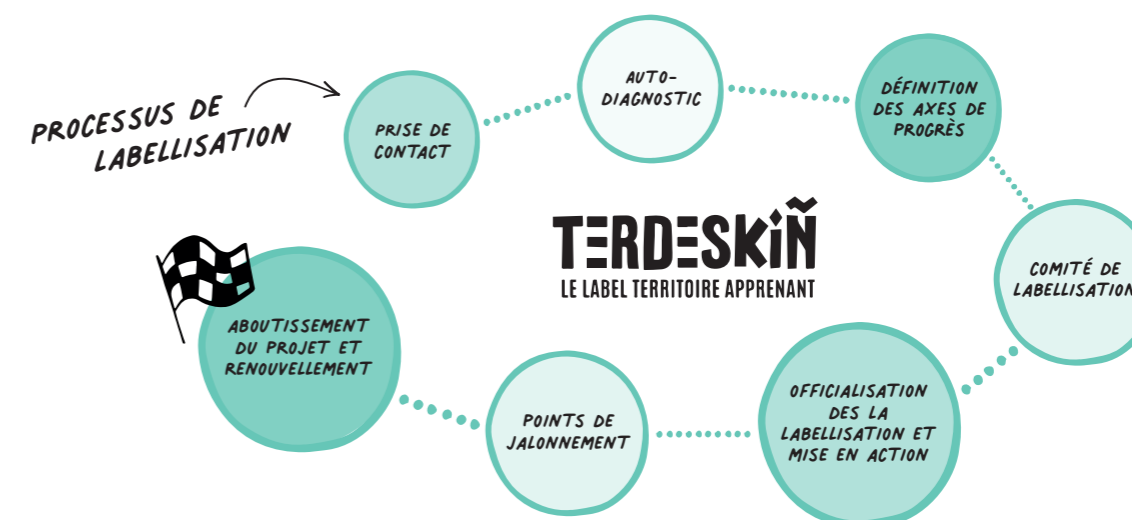 PROCESSUS DE
LABELLISATION
PRISE DE
CONTACT
AUTO-
DIAGNOSTIC
DÉFINITION
DES AXES DE
PROGRÈS
COMITÉ DE
LABELLISATION
OFFICIALISATION
DES LA
LABELLISATION ET
MISE EN ACTION
POINTS DE
JALONNEMENT
ABOUTISSEMENT
DU PROJET ET
RENOUVELLEMENT
TERDESKIÑ
LE LABEL TERRITOIRE APPRENANT